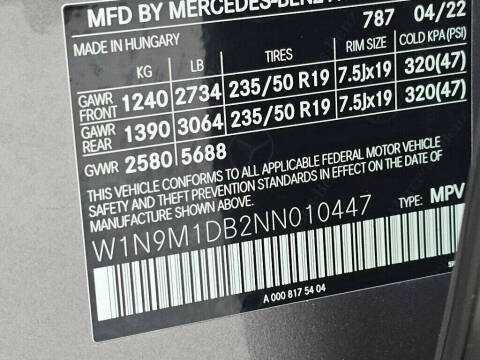 MFD BY MERCEDES-BENZ
787 04/22
MADE IN HUNGARY
KG LB TIRES RIM SIZE COLD KPA(PSI)
GAWR FRONT 1240 2734 235/50 R19 7.5Jx19 320(47)
GAWR REAR 1390 3064 235/50 R19 7.5Jx19 320(47)
GVWR 2580 5688
THIS VEHICLE CONFORMS TO ALL APPLICABLE FEDERAL MOTOR VEHICLE
SAFETY AND THEFT PREVENTION STANDARDS IN EFFECT ON THE DATE OF
MANUFACTURE SHOWN ABOVE.
TYPE: MPV
W1N9M1DB2NN010447
A 000 817 54 04